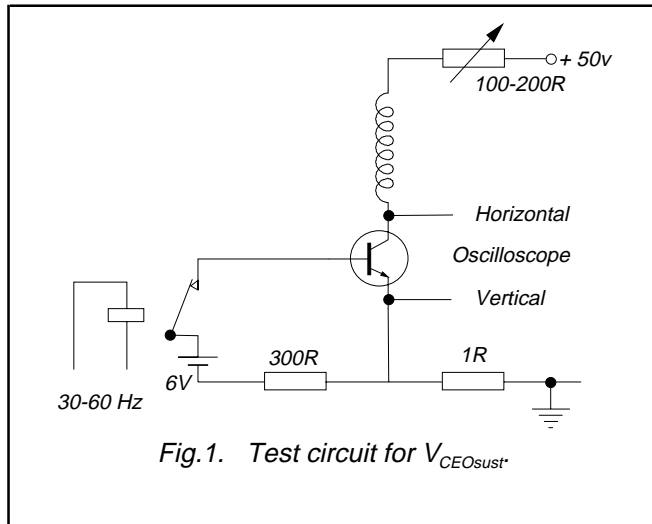 + 50v
100-200R
Horizontal
Oscilloscope
Vertical
300R
1R
6V
30-60 Hz
Fig.1. Test circuit for VCEOsust.